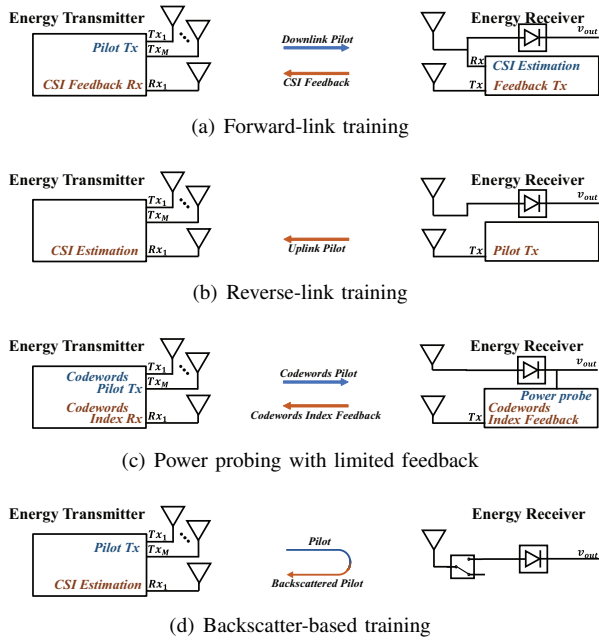 Energy Transmitter
Energy Receiver
Pilot Tx
Tx1
TxM
CSI Feedback Rx
Rx1
Downlink Pilot
CSI Feedback
vout
Rx
CSI Estimation
Tx
Feedback Tx
(a) Forward-link training
Energy Transmitter
Energy Receiver
Tx1
TxM
CSI Estimation
Rx1
Uplink Pilot
vout
Tx
Pilot Tx
(b) Reverse-link training
Energy Transmitter
Energy Receiver
Codewords
Pilot Tx
Tx1
TxM
Codewords
Index Rx
Rx1
Codewords Pilot
Codewords Index Feedback
vout
Power probe
Codewords
Tx
Index Feedback
(c) Power probing with limited feedback
Energy Transmitter
Energy Receiver
Pilot Tx
Tx1
TxM
CSI Estimation
Rx1
Pilot
Backscattered Pilot
vout
(d) Backscatter-based training